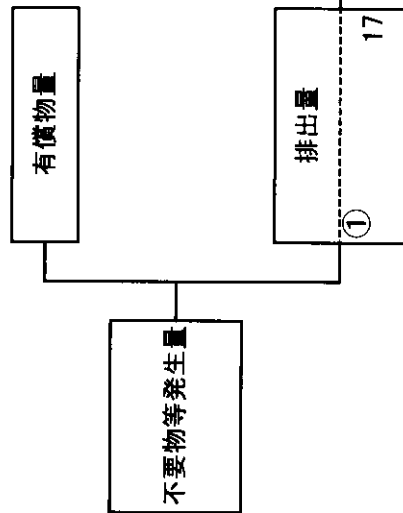 不要物等発生量
有償物量
排出量
①
17